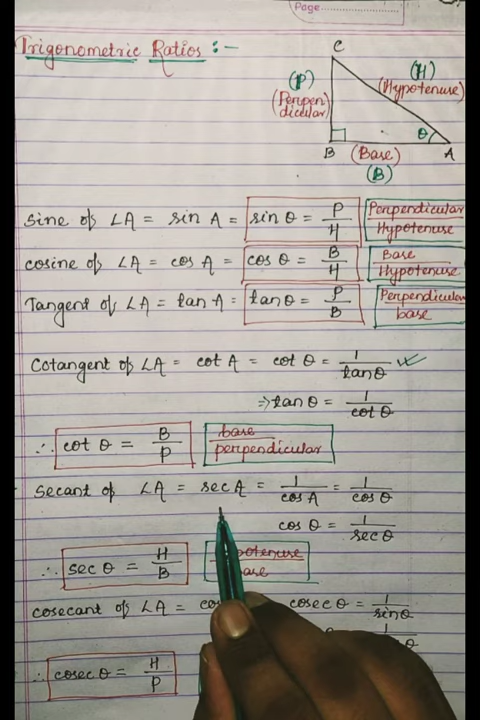 Page
Trigonometric Ratios :-
C
(P) (H)
(Perpendicular) (Hypotenuse)
θ
B (Base) A
(B)
Sine of ∠A = sin A = sin θ = P/H Perpendicular/Hypotenuse
cosine of ∠A = cos A = cos θ = B/H Base/Hypotenuse
Tangent of ∠A = tan A = tan θ = P/B Perpendicular/base
Cotangent of ∠A = cot A = cot θ = 1/tan θ
⇒ tan θ = 1/cot θ
∴ cot θ = B/P base/perpendicular
Secant of ∠A = sec A = 1/cos A = 1/cos θ
cos θ = 1/sec θ
∴ sec θ = H/B
cosecant of ∠A = cosec θ = 1/sin θ
∴ cosec θ = H/P